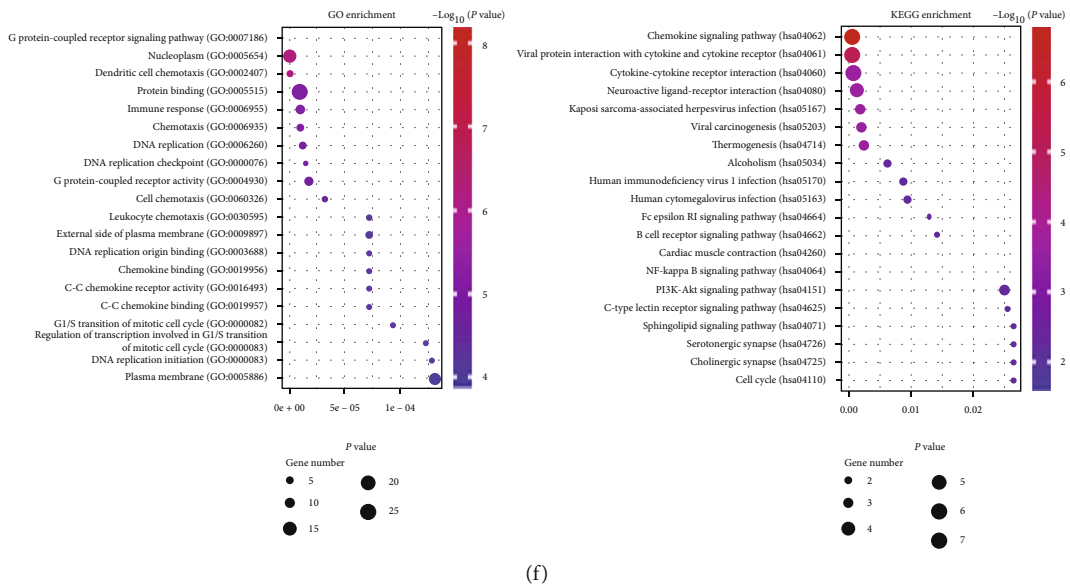 GO enrichment
−Log10 (P value)
G protein-coupled receptor signaling pathway (GO:0007186)
Nucleoplasm (GO:0005654)
Dendritic cell chemotaxis (GO:0002407)
Protein binding (GO:0005515)
Immune response (GO:0006955)
Chemotaxis (GO:0006935)
DNA replication (GO:0006260)
DNA replication checkpoint (GO:0000076)
G protein-coupled receptor activity (GO:0004930)
Cell chemotaxis (GO:0060326)
Leukocyte chemotaxis (GO:0030595)
External side of plasma membrane (GO:0009897)
DNA replication origin binding (GO:0003688)
Chemokine binding (GO:0019956)
C-C chemokine receptor activity (GO:0016493)
C-C chemokine binding (GO:0019957)
G1/S transition of mitotic cell cycle (GO:0000082)
Regulation of transcription involved in G1/S transition
of mitotic cell cycle (GO:0000083)
DNA replication initiation (GO:0000083)
Plasma membrane (GO:0005886)
8
7
6
5
4
0e + 00
5e − 05
1e − 04
P value
Gene number
5
10
15
20
25
KEGG enrichment
−Log10 (P value)
Chemokine signaling pathway (hsa04062)
Viral protein interaction with cytokine and cytokine receptor (hsa04061)
Cytokine-cytokine receptor interaction (hsa04060)
Neuroactive ligand-receptor interaction (hsa04080)
Kaposi sarcoma-associated herpesvirus infection (hsa05167)
Viral carcinogenesis (hsa05203)
Thermogenesis (hsa04714)
Alcoholism (hsa05034)
Human immunodeficiency virus 1 infection (hsa05170)
Human cytomegalovirus infection (hsa05163)
Fc epsilon RI signaling pathway (hsa04664)
B cell receptor signaling pathway (hsa04662)
Cardiac muscle contraction (hsa04260)
NF-kappa B signaling pathway (hsa04064)
PI3K-Akt signaling pathway (hsa04151)
C-type lectin receptor signaling pathway (hsa04625)
Sphingolipid signaling pathway (hsa04071)
Serotonergic synapse (hsa04726)
Cholinergic synapse (hsa04725)
Cell cycle (hsa04110)
6
5
4
3
2
0.00
0.01
0.02
P value
Gene number
2
3
4
5
6
7
(f)